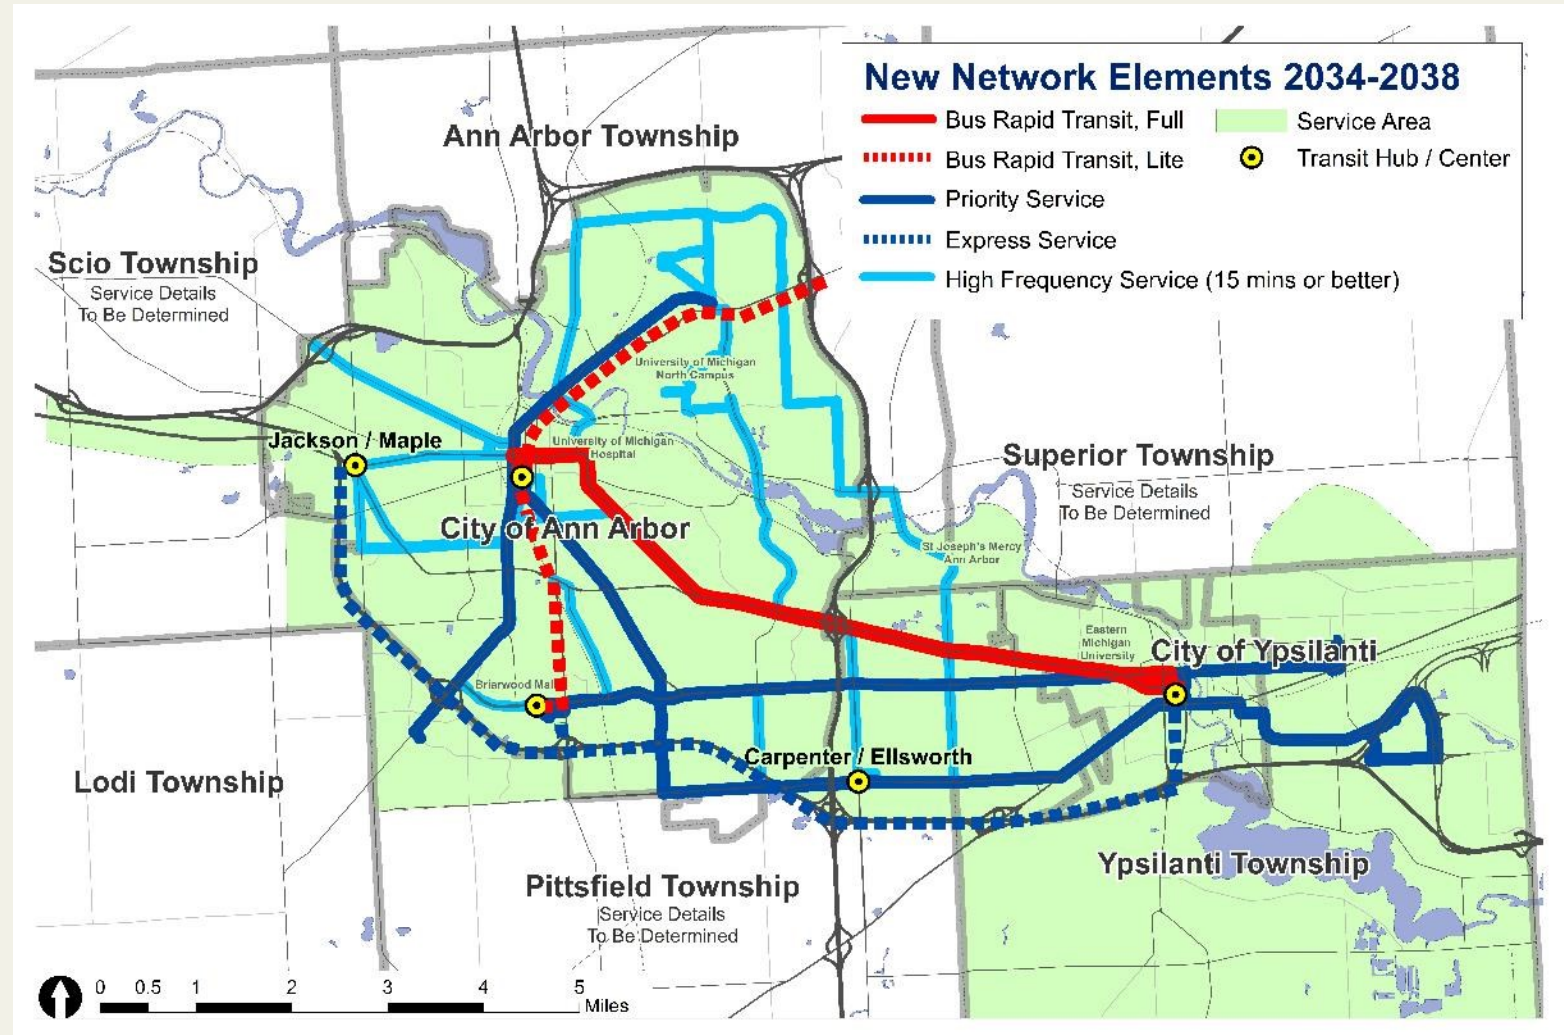 New Network Elements 2034-2038
Bus Rapid Transit, Full
Bus Rapid Transit, Lite
Priority Service
Express Service
High Frequency Service (15 mins or better)
Service Area
Transit Hub / Center
Ann Arbor Township
Scio Township
Service Details
To Be Determined
University of Michigan
North Campus
Jackson / Maple
University of Michigan
Hospital
Superior Township
Service Details
To Be Determined
City of Ann Arbor
St Joseph's Mercy
Ann Arbor
Eastern
Michigan
University
City of Ypsilanti
Briarwood Mall
Carpenter / Ellsworth
Lodi Township
Ypsilanti Township
Pittsfield Township
Service Details
To Be Determined
0 0.5 1 2 3 4 5
Miles